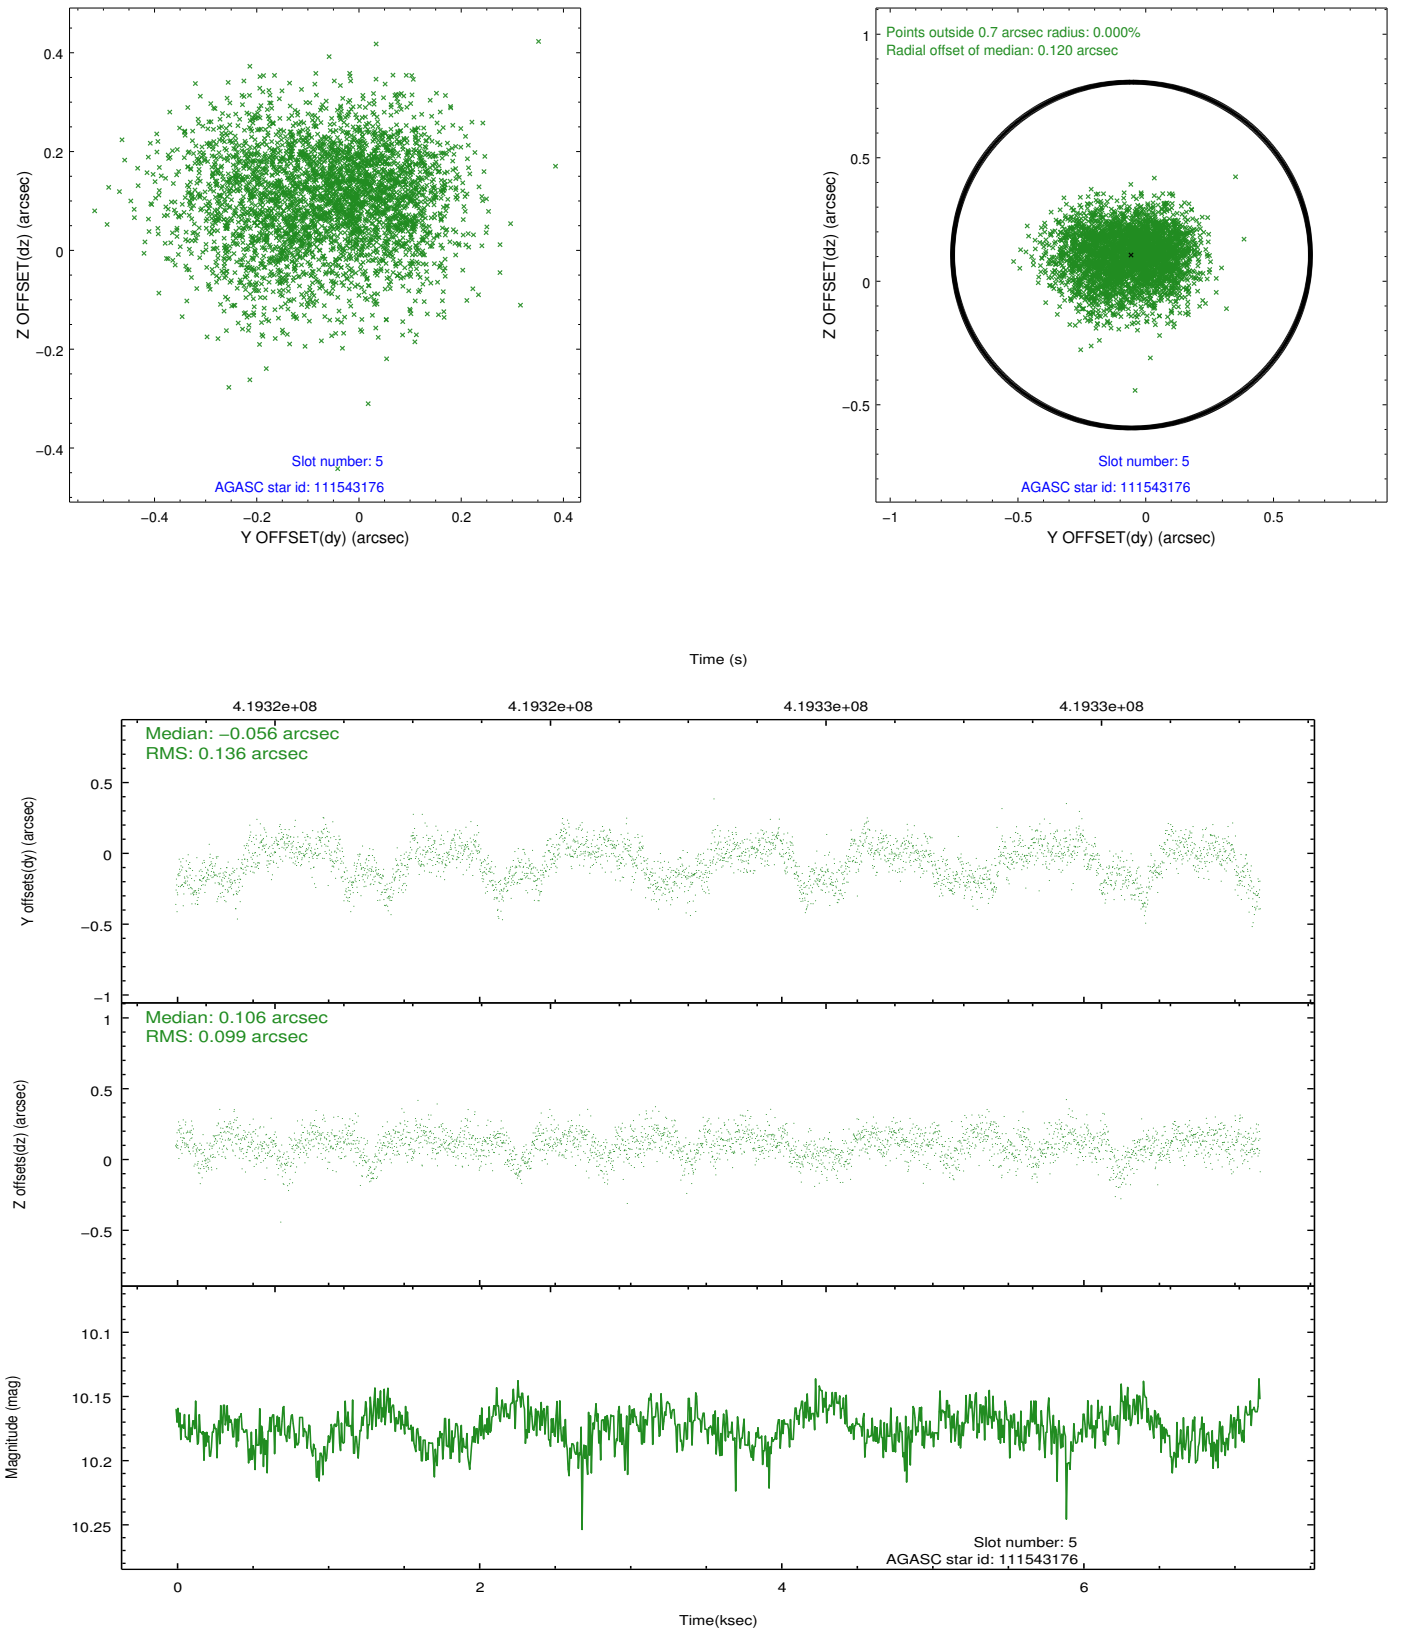 Z OFFSET(dz) (arcsec)
0.4
0.2
0
−0.2
−0.4
Slot number: 5
AGASC star id: 111543176
−0.4 −0.2 0 0.2 0.4
Y OFFSET(dy) (arcsec)
Points outside 0.7 arcsec radius: 0.000%
Radial offset of median: 0.120 arcsec
Z OFFSET(dz) (arcsec)
1
0.5
0
−0.5
Slot number: 5
AGASC star id: 111543176
−1 −0.5 0 0.5
Y OFFSET(dy) (arcsec)
Time (s)
4.1932e+08 4.1932e+08 4.1933e+08 4.1933e+08
Median: −0.056 arcsec
RMS: 0.136 arcsec
Y offsets(dy) (arcsec)
0.5
0
−0.5
−1
Median: 0.106 arcsec
RMS: 0.099 arcsec
Z offsets(dz) (arcsec)
1
0.5
0
−0.5
Magnitude (mag)
10.1
10.15
10.2
10.25
Slot number: 5
AGASC star id: 111543176
0 2 4 6
Time(ksec)